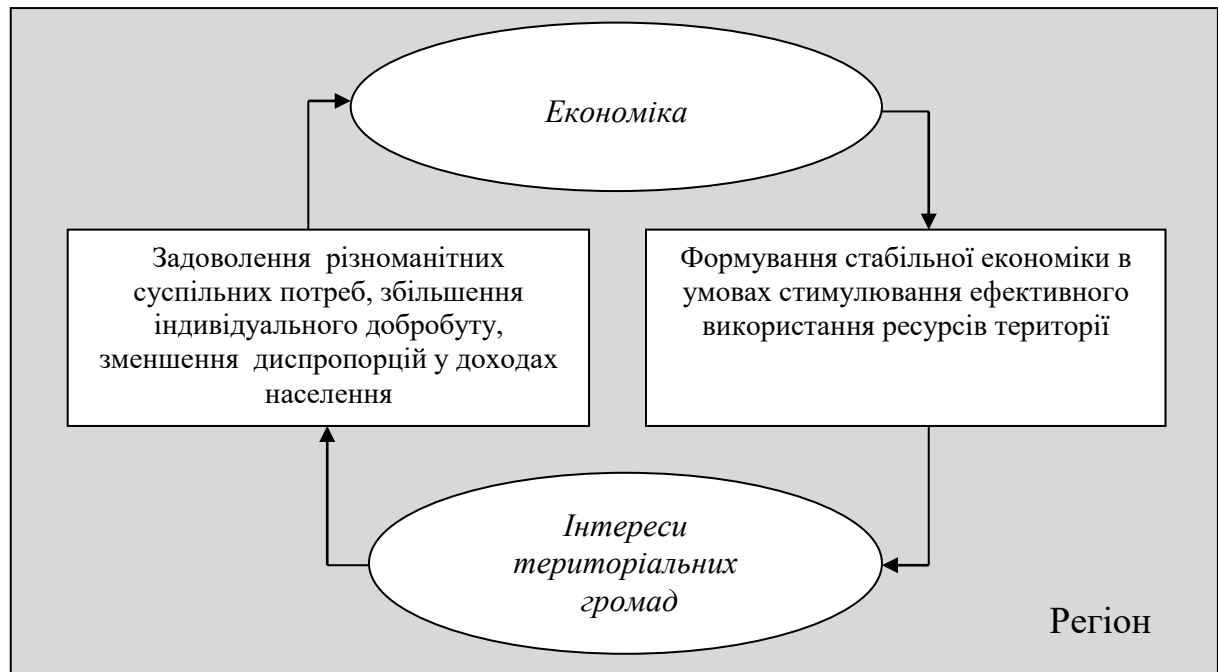 Економіка
Задоволення різноманітних
суспільних потреб, збільшення
індивідуального добробуту,
зменшення диспропорцій у доходах
населення
Формування стабільної економіки в
умовах стимулювання ефективного
використання ресурсів території
Інтереси
територіальних
громад
Регіон